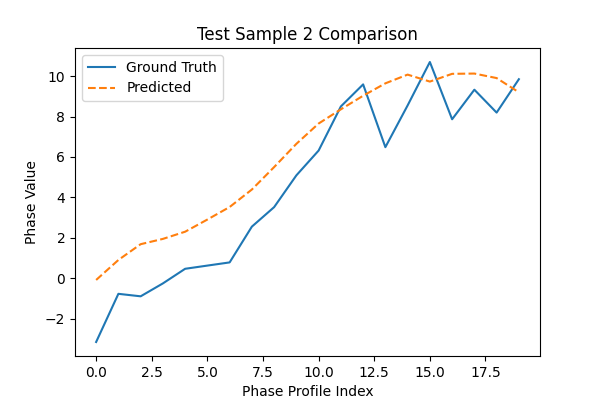 Test Sample 2 Comparison
Ground Truth
Predicted
Phase Value
10
8
6
4
2
0
−2
0.0 2.5 5.0 7.5 10.0 12.5 15.0 17.5
Phase Profile Index